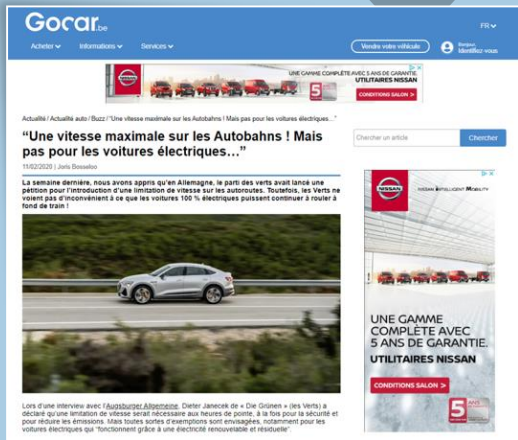 Gocar.be
FR
Acheter
Informations
Services
Vendre votre véhicule
Bonjour,
Identifiez vous
NISSAN
UNE GAMME COMPLÈTE AVEC 5 ANS DE GARANTIE.
UTILITAIRES NISSAN
5
CONDITIONS SALON >
Actualité / Actualité auto / Buzz / "Une vitesse maximale sur les Autobahns ! Mais pas pour les voitures électriques…"
“Une vitesse maximale sur les Autobahns ! Mais
pas pour les voitures électriques…”
Chercher un article
Chercher
11/02/2020 | Joris Bosseloo
La semaine dernière, nous avons appris qu'en Allemagne, le parti des verts avait lancé une
pétition pour l'introduction d'une limitation de vitesse sur les autoroutes. Toutefois, les Verts ne
voient pas d'inconvénient à ce que les voitures 100 % électriques puissent continuer à rouler à
fond de train !
NISSAN
NISSAN INTELLIGENT MOBILITY
UNE GAMME
COMPLÈTE AVEC
5 ANS DE GARANTIE.
UTILITAIRES NISSAN
CONDITIONS SALON >
5
Lors d'une interview avec l'Augsburger Allgemeine, Dieter Janecek de « Die Grünen » (les Verts) a
déclaré qu'une limitation de vitesse serait nécessaire aux heures de pointe, à la fois pour la sécurité et
pour réduire les émissions. Mais toutes sortes d'exemptions sont envisagées, notamment pour les
voitures électriques qui "fonctionnent grâce à une électricité renouvelable et résiduelle".